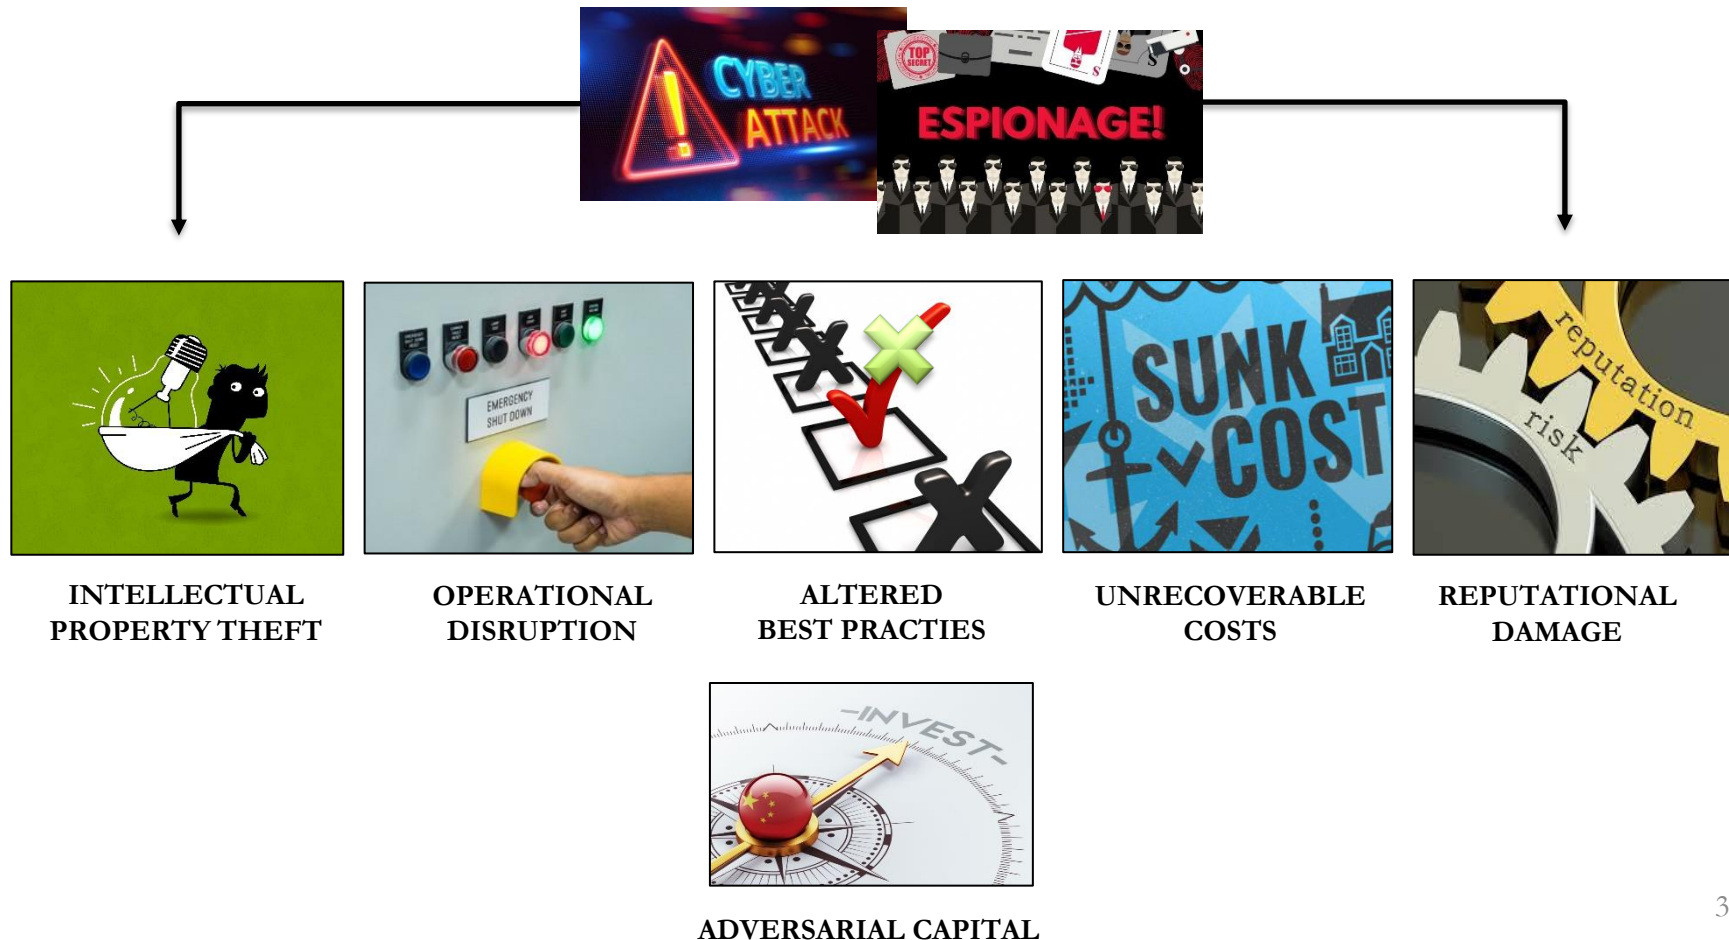 CYBER
ATTACK
TOP
SECRET
S
S
ESPIONAGE!
EMERGENCY
SHUT DOWN
SUNK
COST
reputation
risk
INTELLECTUAL
PROPERTY THEFT
OPERATIONAL
DISRUPTION
ALTERED
BEST PRACTIES
UNRECOVERABLE
COSTS
REPUTATIONAL
DAMAGE
-INVEST-
ADVERSARIAL CAPITAL
3